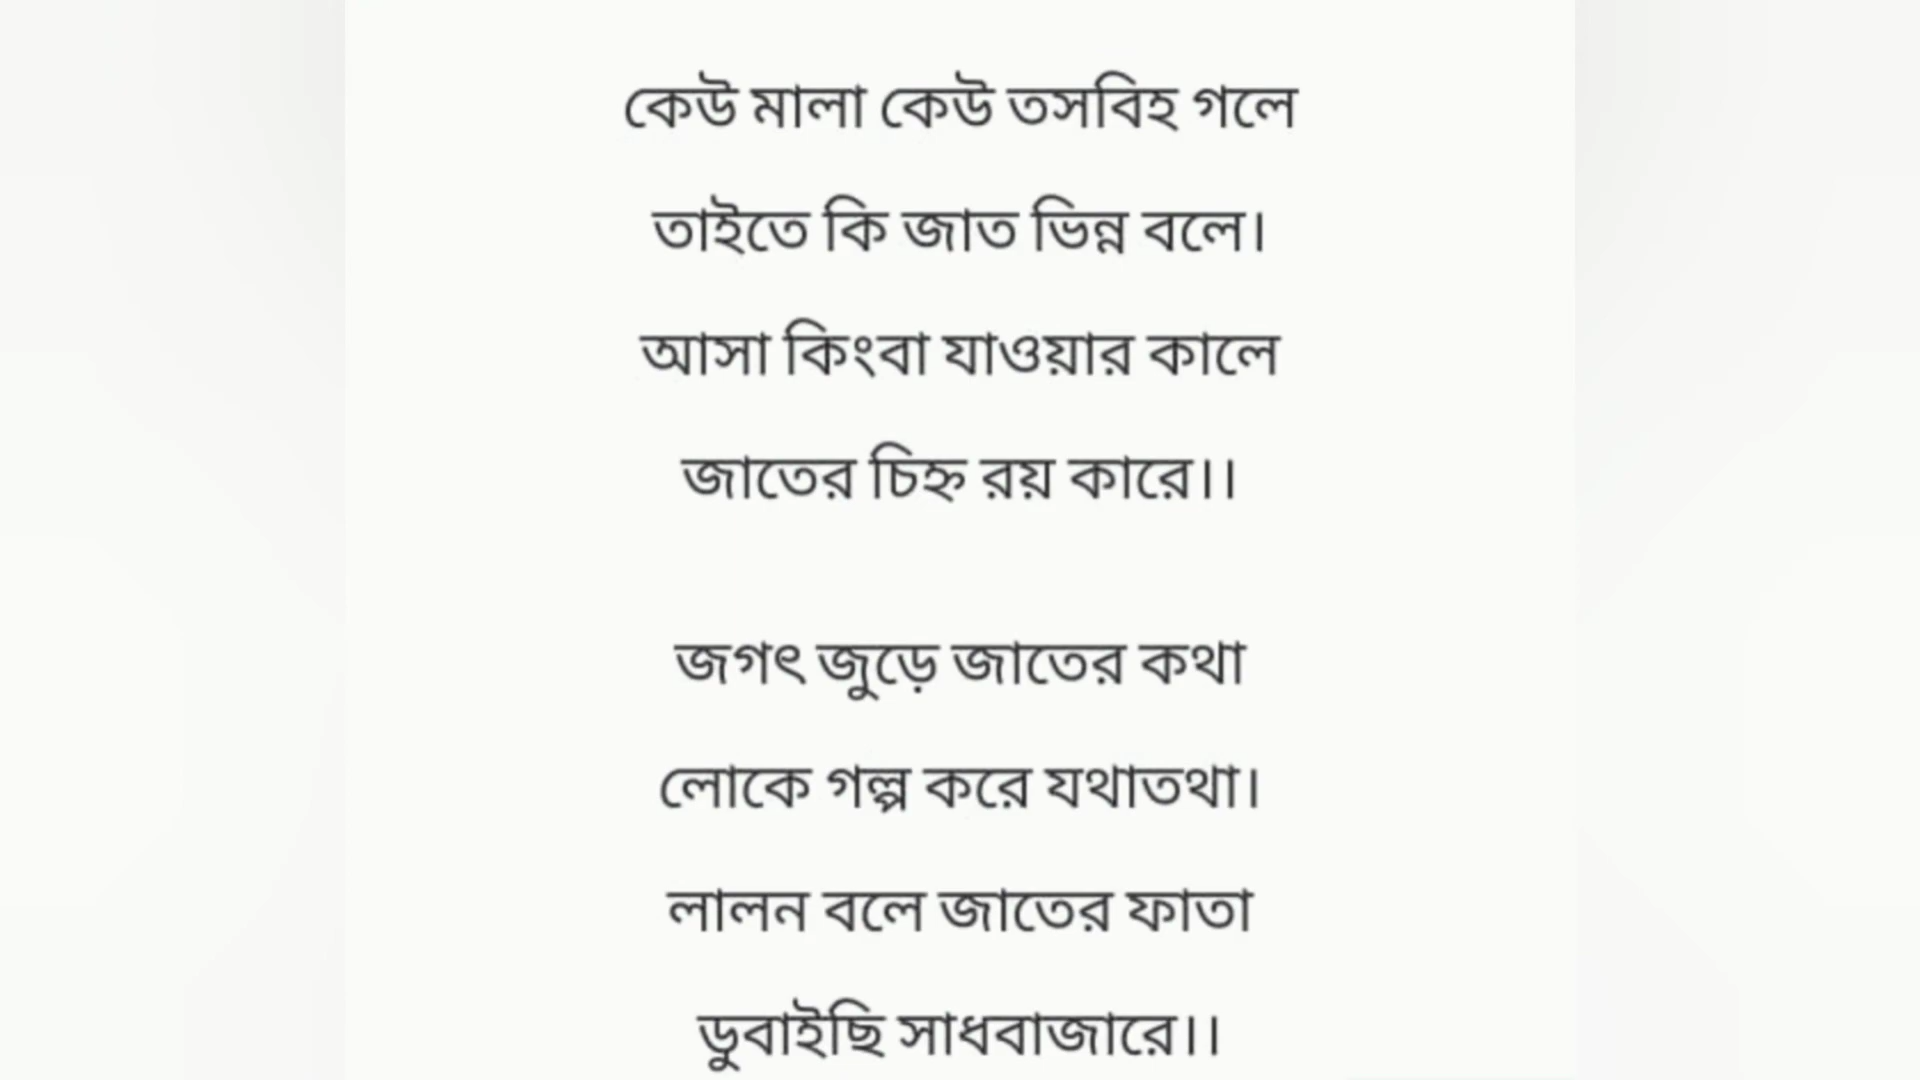 কেউ মালা কেউ তসবিহ গলে
তাইতে কি জাত ভিন্ন বলে।
আসা কিংবা যাওয়ার কালে
জাতের চিহ্ন রয় কারে।।
জগৎ জুড়ে জাতের কথা
লোকে গল্প করে যথাতথা।
লালন বলে জাতের ফাতা
ডুবাইছি সাধবাজারে।।